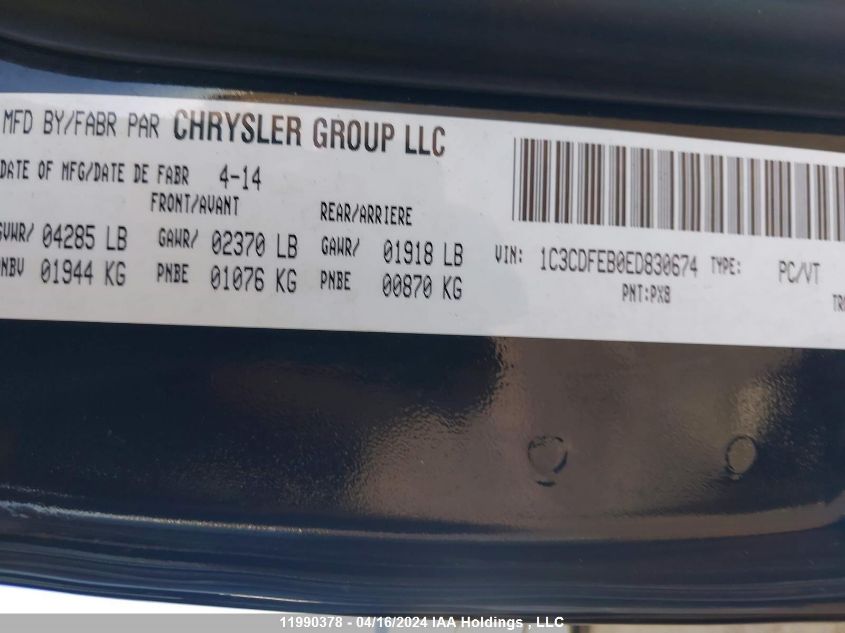 MFD BY/FABR PAR CHRYSLER GROUP LLC
DATE OF MFG/DATE DE FABR 4-14
FRONT/AVANT REAR/ARRIERE
GVWR/ 04285 LB GAWR/ 02370 LB GAWR/ 01918 LB VIN: 1C3CDFEB0ED830674 TYPE: PC/VT
PNBV 01944 KG PNBE 01076 KG PNBE 00870 KG PNT:PX8
11990378 - 04/16/2024 IAA Holdings , LLC